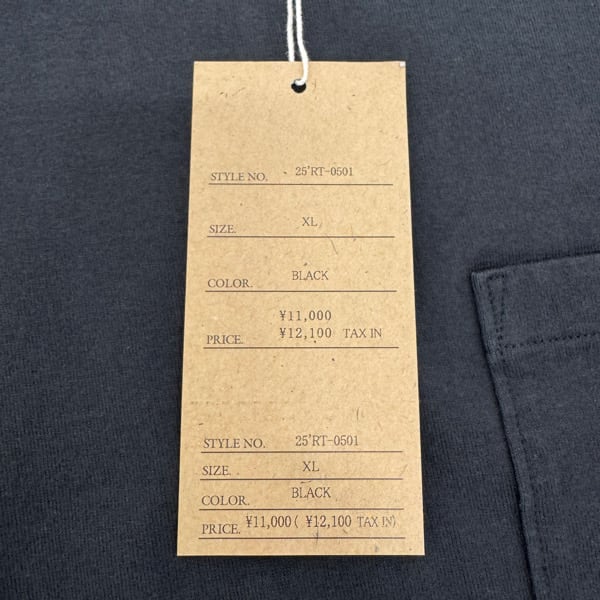 STYLE NO. 25'RT-0501
SIZE. XL
COLOR. BLACK
¥11,000
PRICE. ¥12,100 TAX IN
STYLE NO. 25'RT-0501
SIZE. XL
COLOR. BLACK
PRICE. ¥11,000 ( ¥12,100 TAX IN)